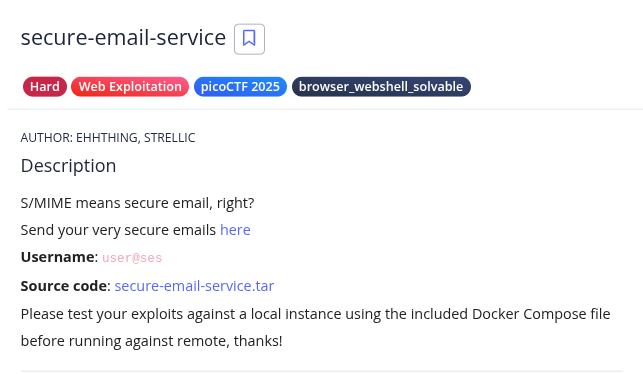 secure-email-service
Hard Web Exploitation picoCTF 2025 browser_webshell_solvable
AUTHOR: EHHTHING, STRELLIC
Description
S/MIME means secure email, right?
Send your very secure emails here
Username: user@ses
Source code: secure-email-service.tar
Please test your exploits against a local instance using the included Docker Compose file
before running against remote, thanks!